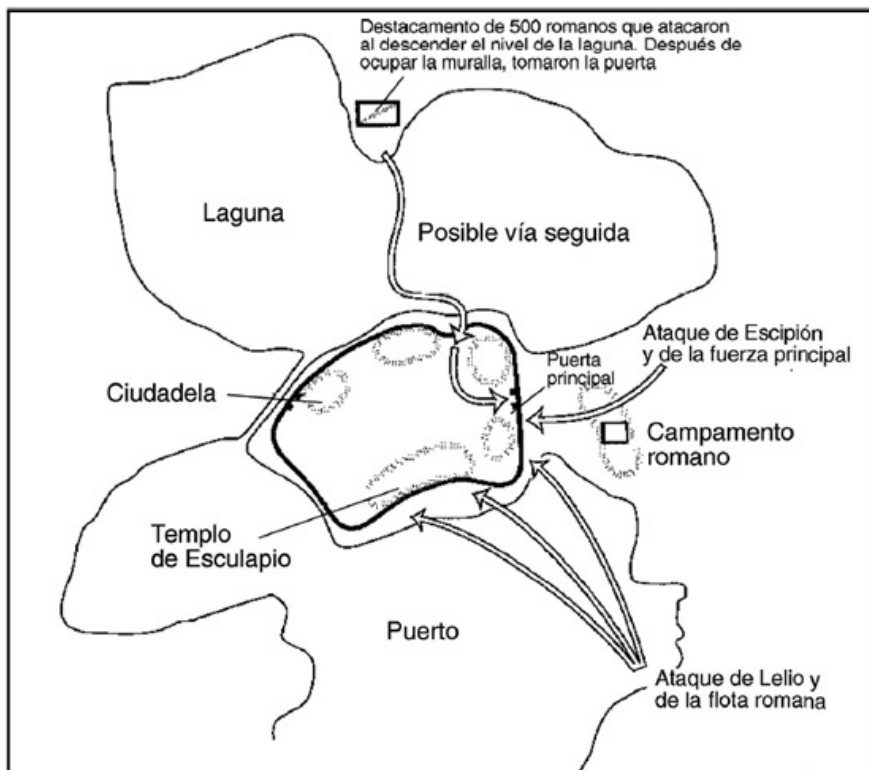 Destacamento de 500 romanos que atacaron
al descender el nivel de la laguna. Después de
ocupar la muralla, tomaron la puerta
Laguna
Posible vía seguida
Ataque de Escipión
y de la fuerza principal
Puerta
principal
Ciudadela
Campamento
romano
Templo
de Esculapio
Puerto
Ataque de Lelio y
de la flota romana